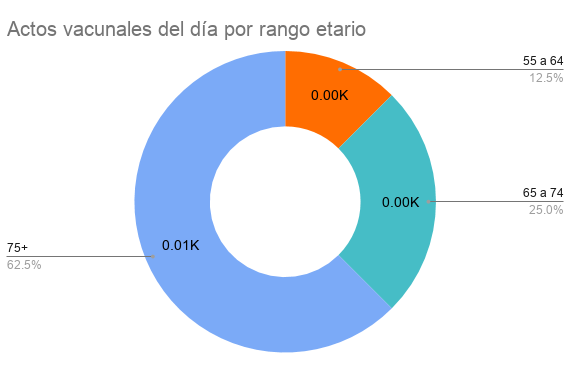 Actos vacunales del día por rango etario
55 a 64
12.5%
0.00K
65 a 74
25.0%
0.00K
75+
62.5%
0.01K